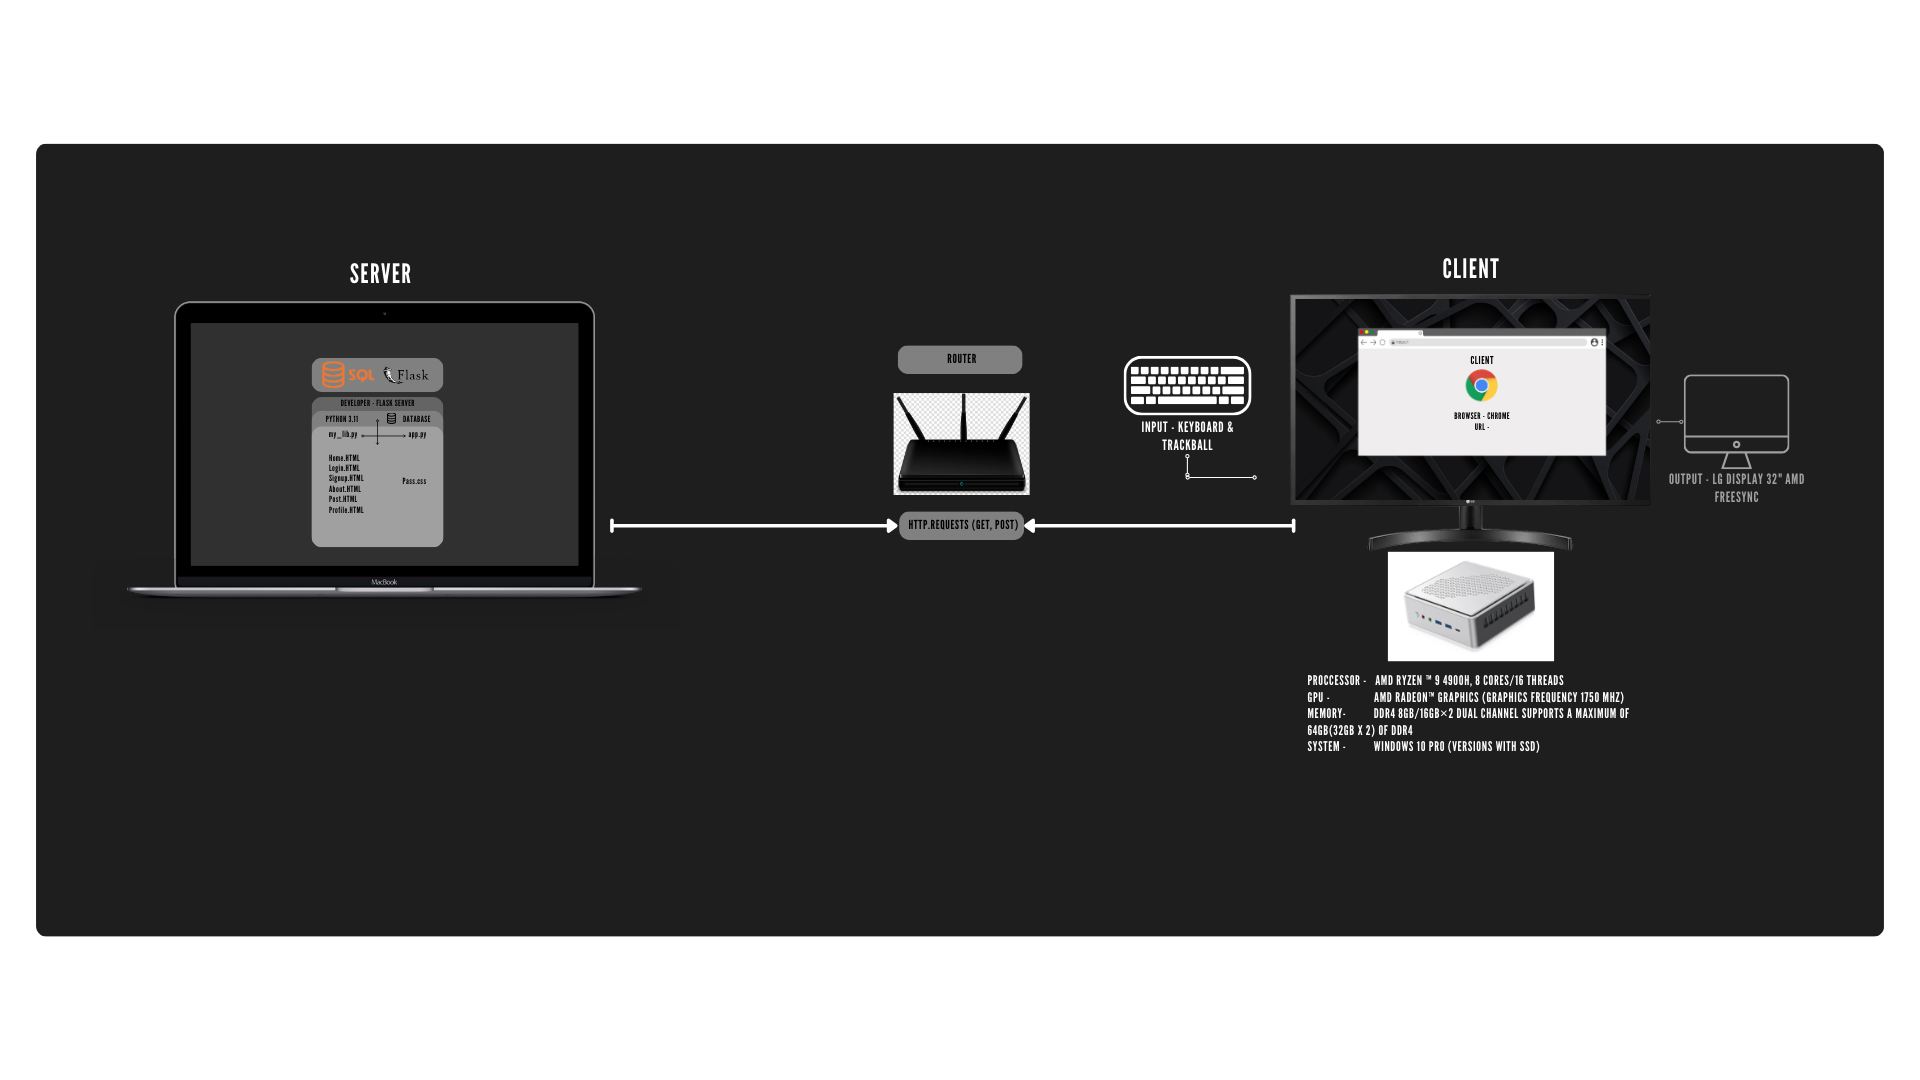 SERVER
SQL Flask
DEVELOPER - FLASK SERVER
PYTHON 3.11 DATABASE
my_lib.py app.py
Home.HTML
Login.HTML
Signup.HTML
Pass.css
About.HTML
Post.HTML
Profile.HTML
MacBook
ROUTER
HTTP.REQUESTS (GET, POST)
INPUT - KEYBOARD &
TRACKBALL
CLIENT
CLIENT
BROWSER - CHROME
URL -
OUTPUT - LG DISPLAY 32" AMD
FREESYNC
PROCCESSOR - AMD RYZEN ™ 9 4900H, 8 CORES/16 THREADS
GPU - AMD RADEON™ GRAPHICS (GRAPHICS FREQUENCY 1750 MHZ)
MEMORY- DDR4 8GB/16GB×2 DUAL CHANNEL SUPPORTS A MAXIMUM OF
64GB(32GB X 2) OF DDR4
SYSTEM - WINDOWS 10 PRO (VERSIONS WITH SSD)